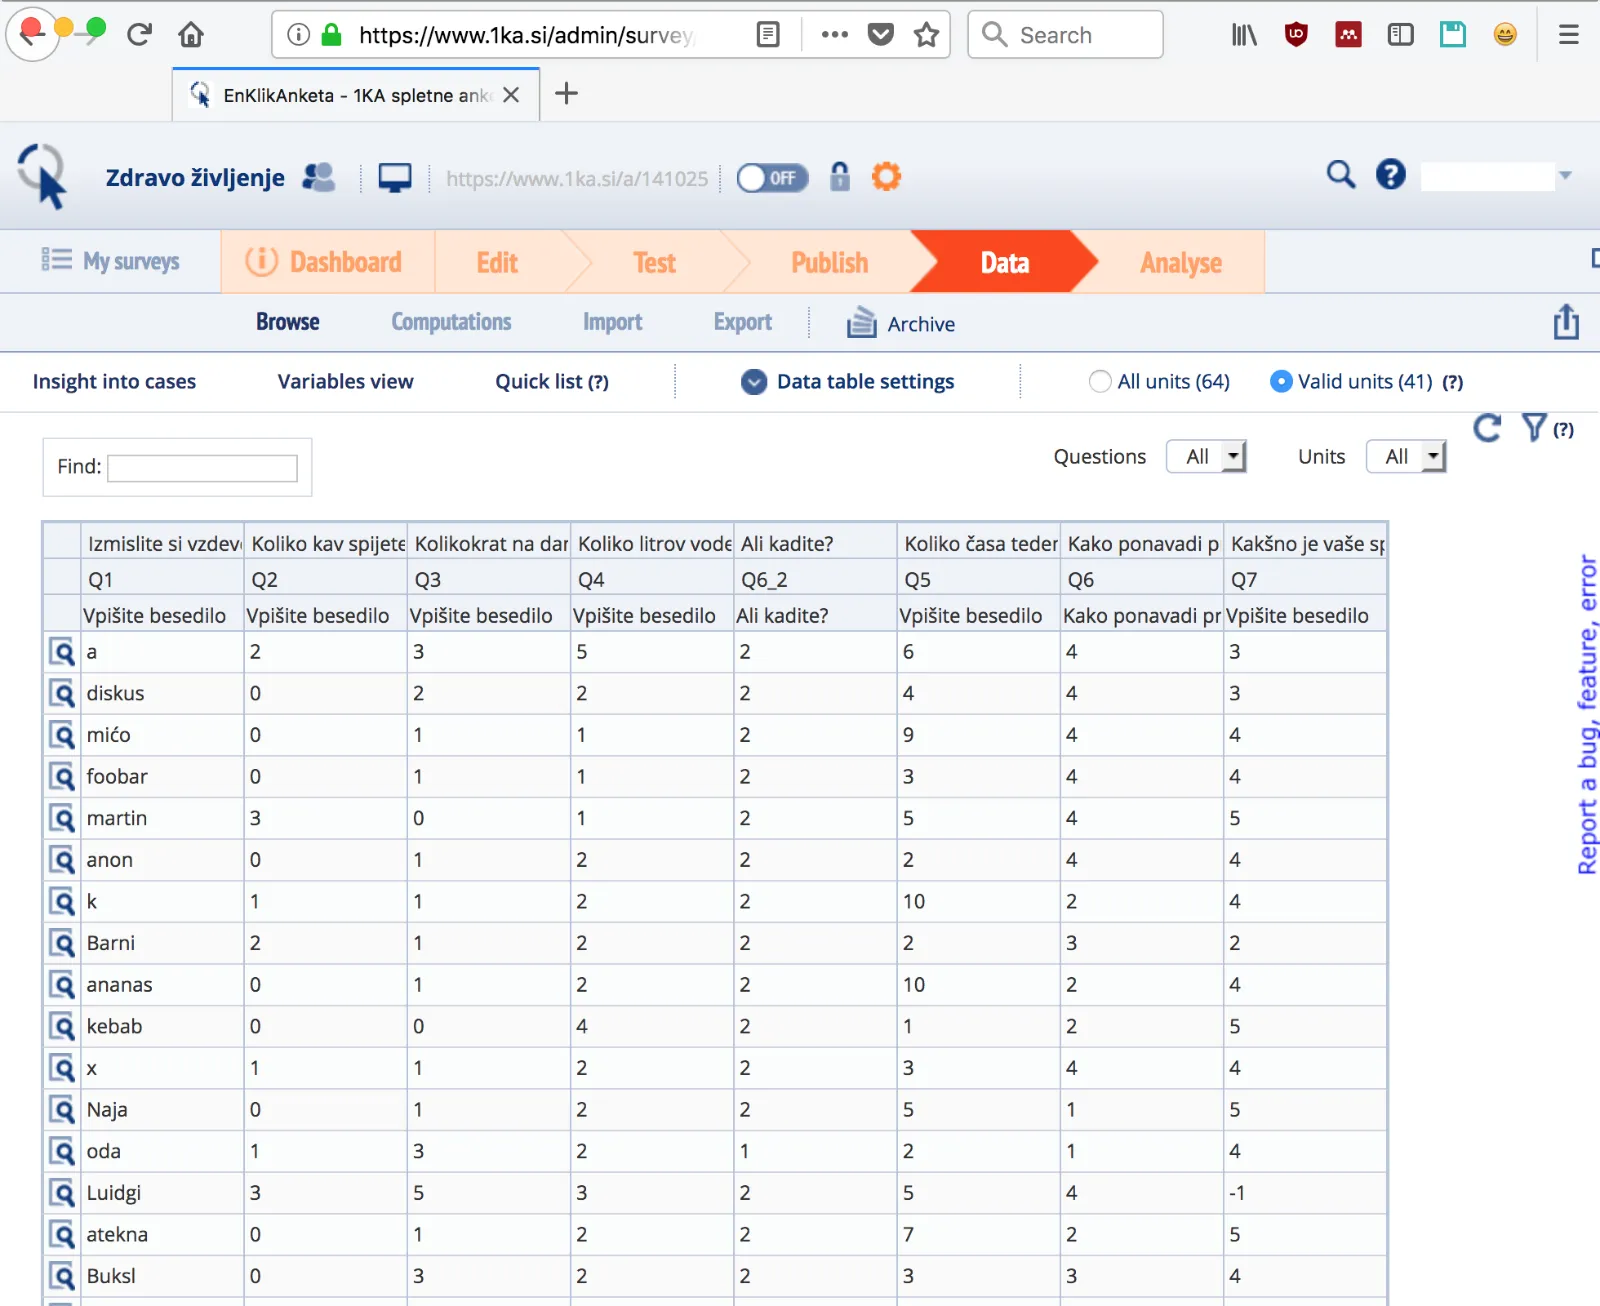 https://www.1ka.si/admin/survey/
Search
EnKlikAnketa - 1KA spletne anke
Zdravo življenje
https://www.1ka.si/a/141025
OFF
My surveys
Dashboard
Edit
Test
Publish
Data
Analyse
Browse
Computations
Import
Export
Archive
Insight into cases
Variables view
Quick list (?)
Data table settings
All units (64)
Valid units (41) (?)
(?)
Find:
Questions All
Units All
Izmislite si vzdev Koliko kav spijete Kolikokrat na dan Koliko litrov vode Ali kadite? Koliko časa teden Kako ponavadi p Kakšno je vaše sp
Q1 Q2 Q3 Q4 Q6_2 Q5 Q6 Q7
Vpišite besedilo Vpišite besedilo Vpišite besedilo Vpišite besedilo Ali kadite? Vpišite besedilo Kako ponavadi pr Vpišite besedilo
a 2 3 5 2 6 4 3
diskus 0 2 2 2 4 4 3
mićo 0 1 1 2 9 4 4
foobar 0 1 1 2 3 4 4
martin 3 0 1 2 5 4 5
anon 0 1 2 2 2 4 4
k 1 1 2 2 10 2 4
Barni 2 1 2 2 2 3 2
ananas 0 1 2 2 10 2 4
kebab 0 0 4 2 1 2 5
x 1 1 2 2 3 4 4
Naja 0 1 2 2 5 1 5
oda 1 3 2 1 2 1 4
Luidgi 3 5 3 2 5 4 -1
atekna 0 1 2 2 7 2 5
Buksl 0 3 2 2 3 3 4
Report a bug, feature, error